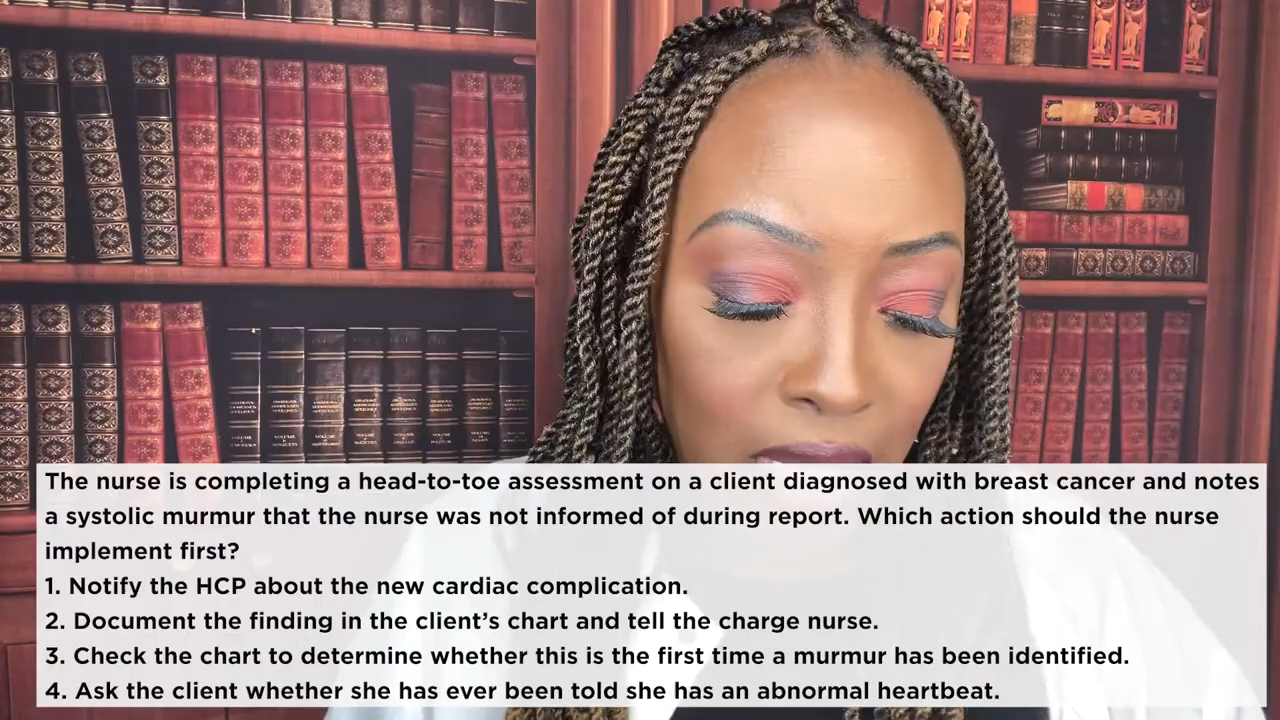 The nurse is completing a head-to-toe assessment on a client diagnosed with breast cancer and notes
a systolic murmur that the nurse was not informed of during report. Which action should the nurse
implement first?
1. Notify the HCP about the new cardiac complication.
2. Document the finding in the client's chart and tell the charge nurse.
3. Check the chart to determine whether this is the first time a murmur has been identified.
4. Ask the client whether she has ever been told she has an abnormal heartbeat.